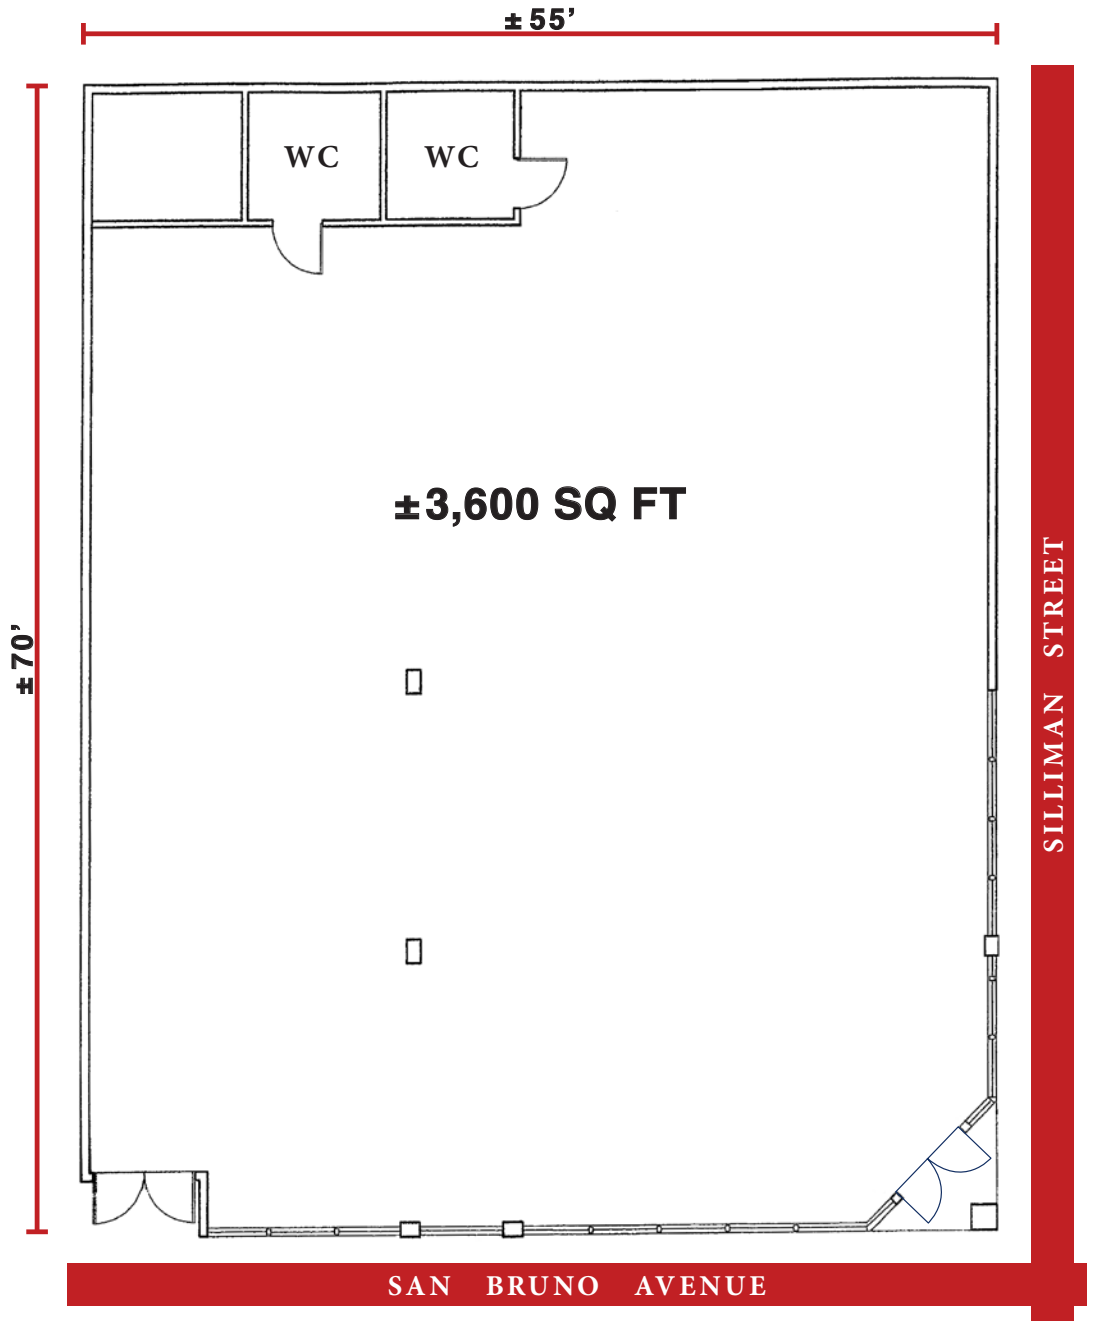 ± 55’
WC
WC
±3,600 SQ FT
± 70’
SILLIMAN STREET
SAN BRUNO AVENUE